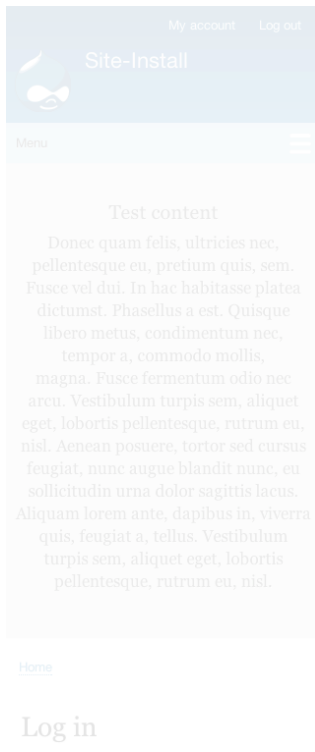 My account Log out
Site-Install
Menu
Test content
Donec quam felis, ultricies nec,
pellentesque eu, pretium quis, sem.
Fusce vel dui. In hac habitasse platea
dictumst. Phasellus a est. Quisque
libero metus, condimentum nec,
tempor a, commodo mollis,
magna. Fusce fermentum odio nec
arcu. Vestibulum turpis sem, aliquet
eget, lobortis pellentesque, rutrum eu,
nisl. Aenean posuere, tortor sed cursus
feugiat, nunc augue blandit nunc, eu
sollicitudin urna dolor sagittis lacus.
Aliquam lorem ante, dapibus in, viverra
quis, feugiat a, tellus. Vestibulum
turpis sem, aliquet eget, lobortis
pellentesque, rutrum eu, nisl.
Home
Log in